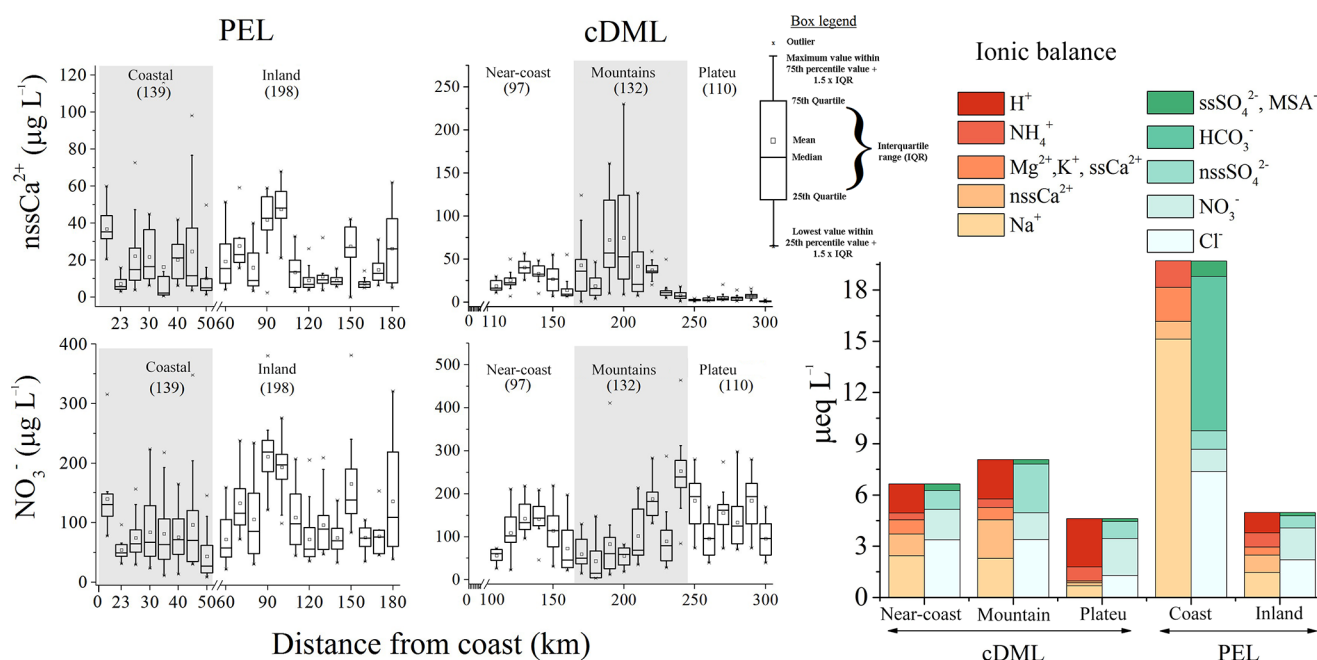 PEL
cDML
Box legend
Outlier
Maximum value within
75th percentile value +
1.5 x IQR
75th Quartile
Mean
Median
Interquartile
range (IQR)
25th Quartile
Lowest value within
25th percentile value +
1.5 x IQR
Ionic balance
H⁺
NH₄⁺
Mg²⁺,K⁺, ssCa²⁺
nssCa²⁺
Na⁺
ssSO₄²⁻, MSA⁻
HCO₃⁻
nssSO₄²⁻
NO₃⁻
Cl⁻
nssCa²⁺ (µg L⁻¹)
120
100
80
60
40
20
0
Coastal
(139)
Inland
(198)
23 30 40 50 60 90 120 150 180
250
200
150
100
50
0
Near-coast
(97)
Mountains
(132)
Plateu
(110)
0 110 150 200 250 300
NO₃⁻ (µg L⁻¹)
400
300
200
100
0
Coastal
(139)
Inland
(198)
0 23 30 40 50 60 90 120 150 180
500
400
300
200
100
0
Near-coast
(97)
Mountains
(132)
Plateu
(110)
0 100 150 200 250 300
Distance from coast (km)
µeq L⁻¹
18
15
12
9
6
3
0
Near-coast Mountain Plateu Coast Inland
cDML PEL